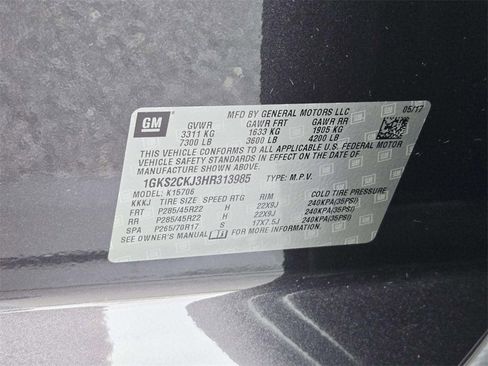 GM
MFD BY GENERAL MOTORS LLC 05/17
GVWR GAWR FRT GAWR RR
3311 KG 1633 KG 1905 KG
7300 LB 3600 LB 4200 LB
THIS VEHICLE CONFORMS TO ALL APPLICABLE U.S. FEDERAL
VEHICLE SAFETY STANDARDS IN EFFECT ON THE DATE OF
MANUFACTURE SHOWN ABOVE.
1GKS2CKJ3HR313985 TYPE: M.P.V.
MODEL: K15706
KKKJ TIRE SIZE SPEED RTG RIM COLD TIRE PRESSURE
FRT P285/45R22 H 22X9J 240KPA(35PSI)
RR P285/45R22 H 22X9J 240KPA(35PSI)
SPA P265/70R17 S 17X7.5J 240KPA(35PSI)
SEE OWNER'S MANUAL